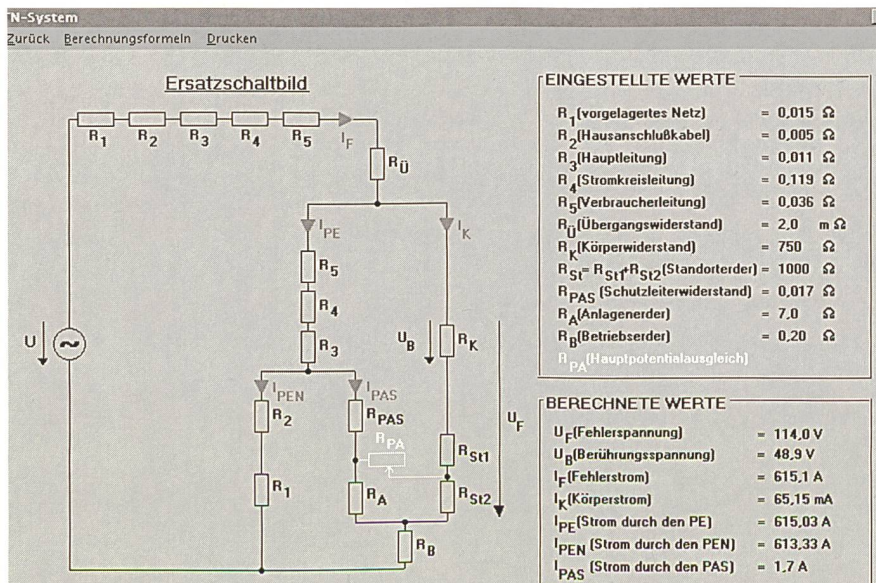 TN-System
Zurück Berechnungsformeln Drucken
Ersatzschaltbild
R1 R2 R3 R4 R5 IF
RÜ
IPE IK
R5
R4
R3
U
UB RK
UF
IPEN IPAS
R2 RPAS
RPA
RSt1
R1 RA RSt2
RB
EINGESTELLTE WERTE
R1(vorgelagertes Netz) = 0,015 Ω
R2(Hausanschlußkabel) = 0,005 Ω
R3(Hauptleitung) = 0,011 Ω
R4(Stromkreisleitung) = 0,119 Ω
R5(Verbraucherleitung) = 0,036 Ω
RÜ(Übergangswiderstand) = 2,0 m Ω
RK(Körperwiderstand) = 750 Ω
RSt= RSt1+RSt2(Standorterder) = 1000 Ω
RPAS (Schutzleiterwiderstand) = 0,017 Ω
RA(Anlagenerder) = 7,0 Ω
RB(Betriebserder) = 0,20 Ω
RPA(Hauptpotentialausgleich)
BERECHNETE WERTE
UF(Fehlerspannung) = 114,0 V
UB(Berührungsspannung) = 48,9 V
IF(Fehlerstrom) = 615,1 A
IK(Körperstrom) = 65,15 mA
IPE(Strom durch den PE) = 615,03 A
IPEN (Strom durch den PEN) = 613,33 A
IPAS (Strom durch den PAS) = 1,7 A